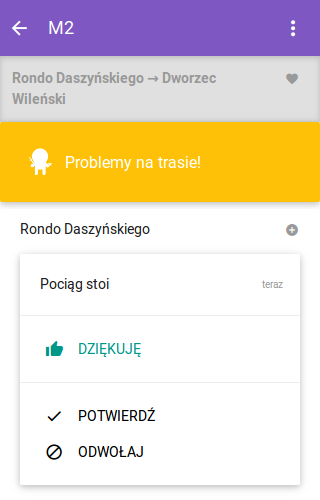 M2
Rondo Daszyńskiego → Dworzec
Wileński
Problemy na trasie!
Rondo Daszyńskiego
Pociąg stoi
teraz
DZIĘKUJĘ
POTWIERDŹ
ODWOŁAJ